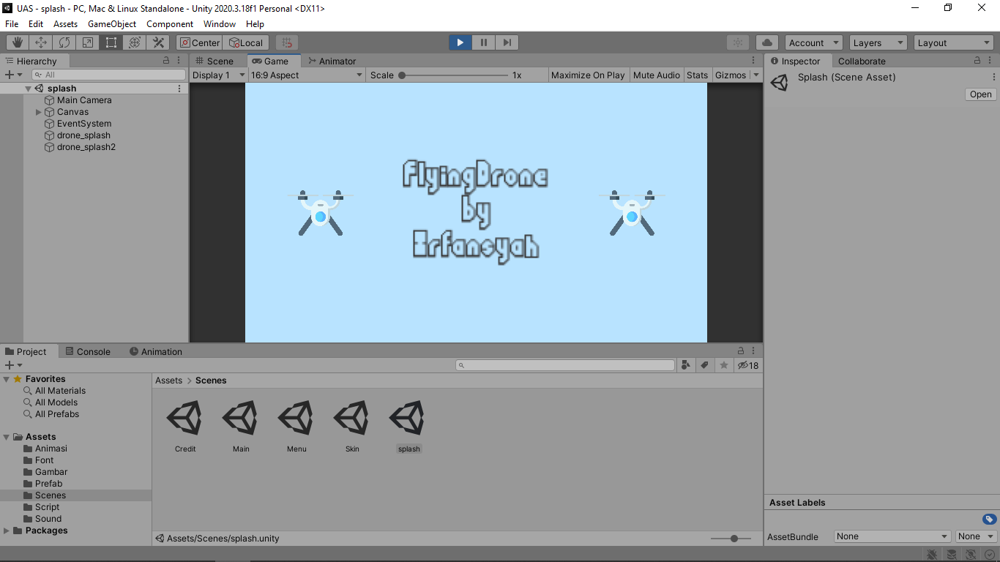 UAS - splash - PC, Mac & Linux Standalone - Unity 2020.3.18f1 Personal <DX11>
File Edit Assets GameObject Component Window Help
Center Local Account Layers Layout
Hierarchy
All
splash
Main Camera
Canvas
EventSystem
drone_splash
drone_splash2
Scene Game Animator
Display 1 16:9 Aspect Scale 1x Maximize On Play Mute Audio Stats Gizmos
FlyingDrone
by
Irfansyah
Inspector Collaborate
Splash (Scene Asset)
Open
Project Console Animation
18
Favorites
All Materials
All Models
All Prefabs
Assets
Animasi
Font
Gambar
Prefab
Scenes
Script
Sound
Packages
Assets > Scenes
Credit Main Menu Skin splash
Assets/Scenes/splash.unity
Asset Labels
AssetBundle None None